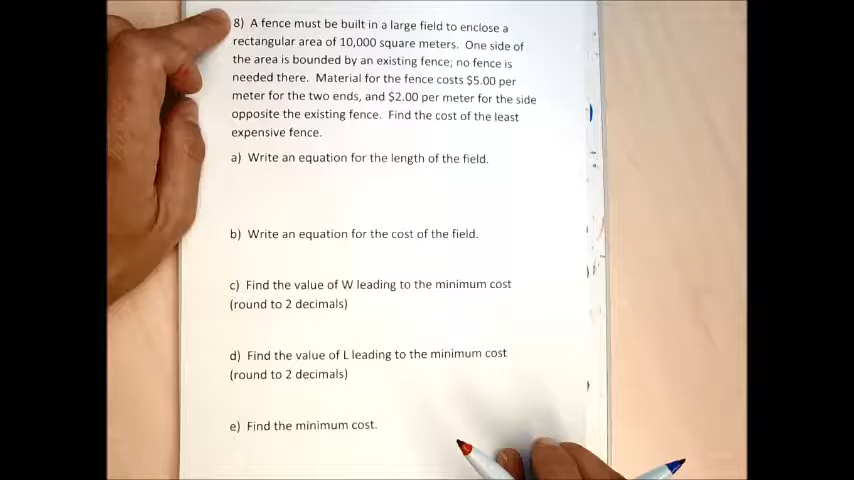 8) A fence must be built in a large field to enclose a
rectangular area of 10,000 square meters. One side of
the area is bounded by an existing fence; no fence is
needed there. Material for the fence costs $5.00 per
meter for the two ends, and $2.00 per meter for the side
opposite the existing fence. Find the cost of the least
expensive fence.
a) Write an equation for the length of the field.
b) Write an equation for the cost of the field.
c) Find the value of W leading to the minimum cost
(round to 2 decimals)
d) Find the value of L leading to the minimum cost
(round to 2 decimals)
e) Find the minimum cost.